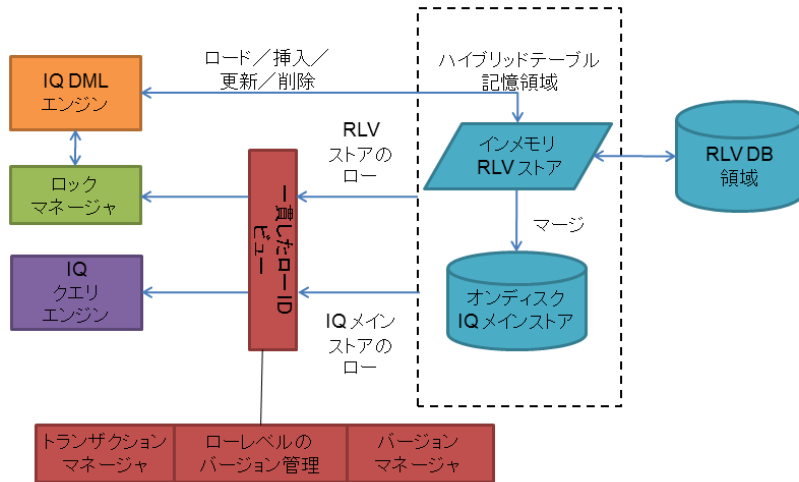 ロード／挿入／
更新／削除
ハイブリッドテーブル
記憶領域
IQ DML
エンジン
RLV
ストアの
ロー
インメモリ
RLV ストア
RLV DB
領域
ロック
マネージャ
一貫したローID
ビュー
マージ
IQ
クエリ
エンジン
IQ メイン
ストアの
ロー
オンディスク
IQ メインストア
トランザクション
マネージャ
ローレベルの
バージョン管理
バージョン
マネージャ